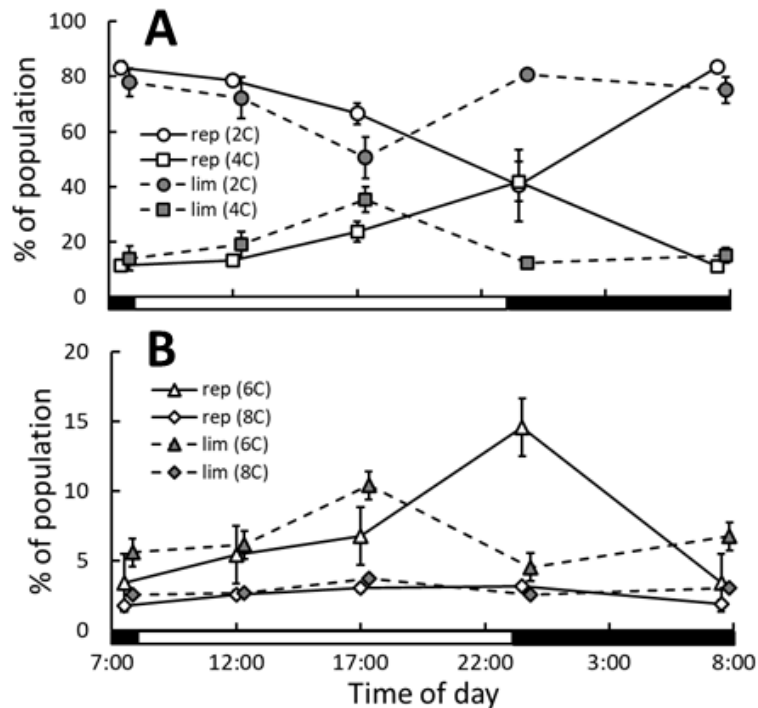 A
100
80
60
40
20
0
% of population
rep (2C)
rep (4C)
lim (2C)
lim (4C)
B
20
15
10
5
0
% of population
rep (6C)
rep (8C)
lim (6C)
lim (8C)
7:00 12:00 17:00 22:00 3:00 8:00
Time of day